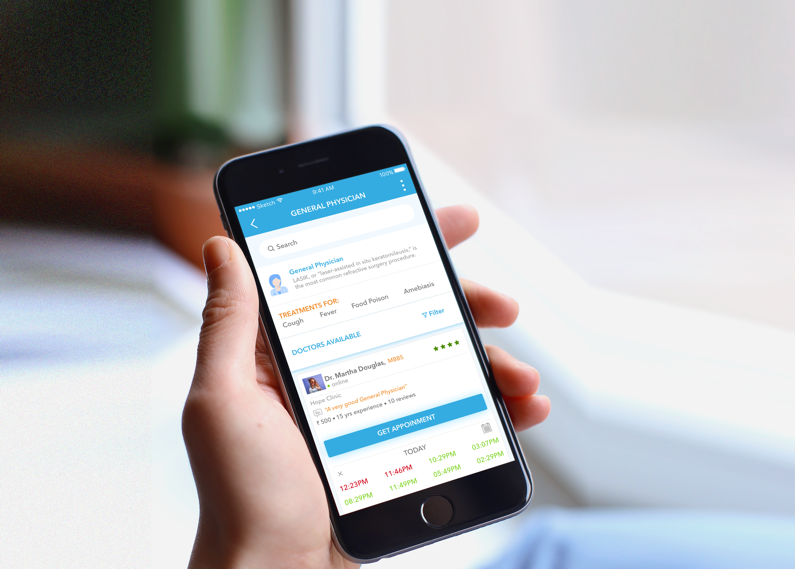 Sketch 9:41 AM 100%
GENERAL PHYSICIAN
Search
General Physician
LASIK, or "laser-assisted in situ keratomileusis," is
the most common refractive surgery procedure.
TREATMENTS FOR:
Cough Fever Food Poison Amebiasis
DOCTORS AVAILABLE Filter
Dr. Martha Douglas, MBBS
online
Hope Clinic
"A very good General Physician"
₹ 500 • 15 yrs experience • 10 reviews
GET APPOINMENT
× TODAY
12:23PM 11:46PM 10:29PM 03:07PM
08:29PM 11:49PM 05:49PM 02:29PM